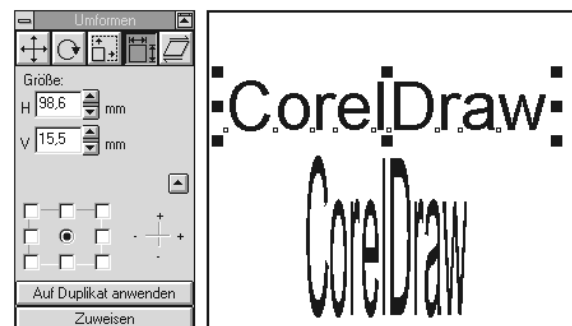 Umformen
Größe:
H 98,6 mm
V 15,5 mm
Auf Duplikat anwenden
Zuweisen
CorelDraw
CorelDraw